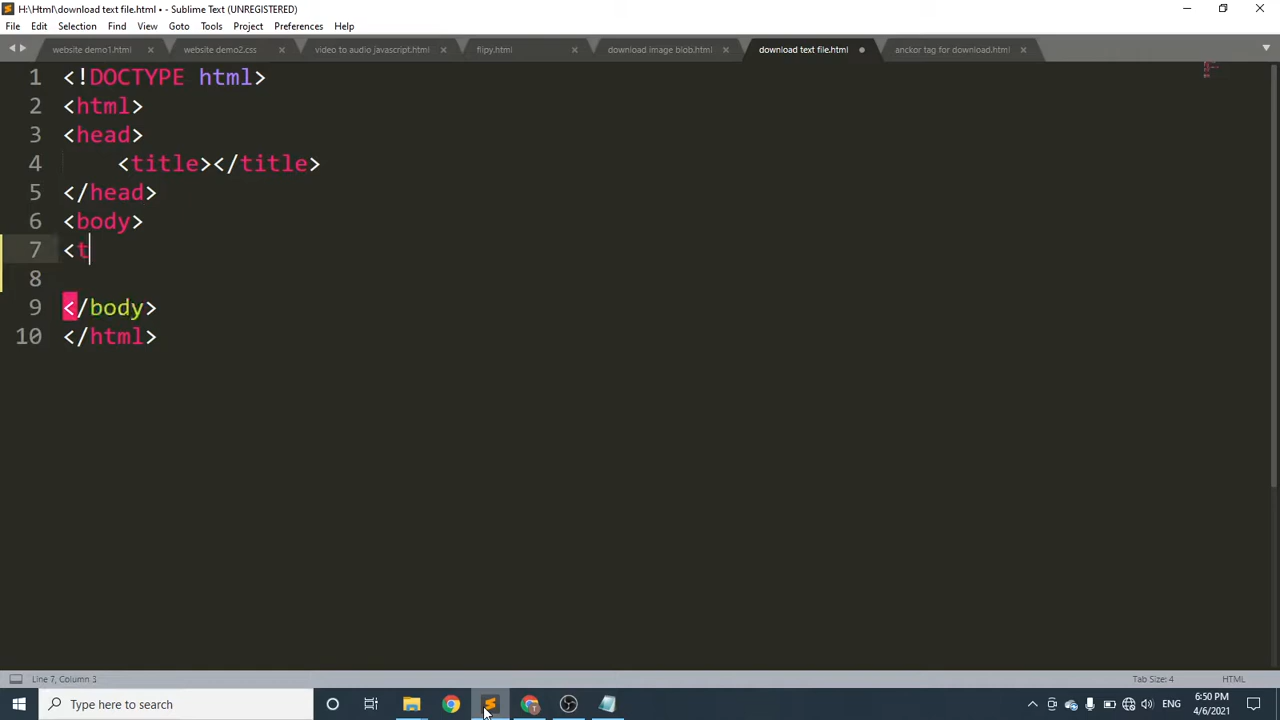 H:\Html\download text file.html • - Sublime Text (UNREGISTERED)
File Edit Selection Find View Goto Tools Project Preferences Help
website demo1.html website demo2.css video to audio javascript.html flipy.html download image blob.html download text file.html anckor tag for download.html
1 <!DOCTYPE html>
2 <html>
3 <head>
4 <title></title>
5 </head>
6 <body>
7 <t
8
9 </body>
10 </html>
Line 7, Column 3 Tab Size: 4 HTML
Type here to search
ENG
6:50 PM
4/6/2021